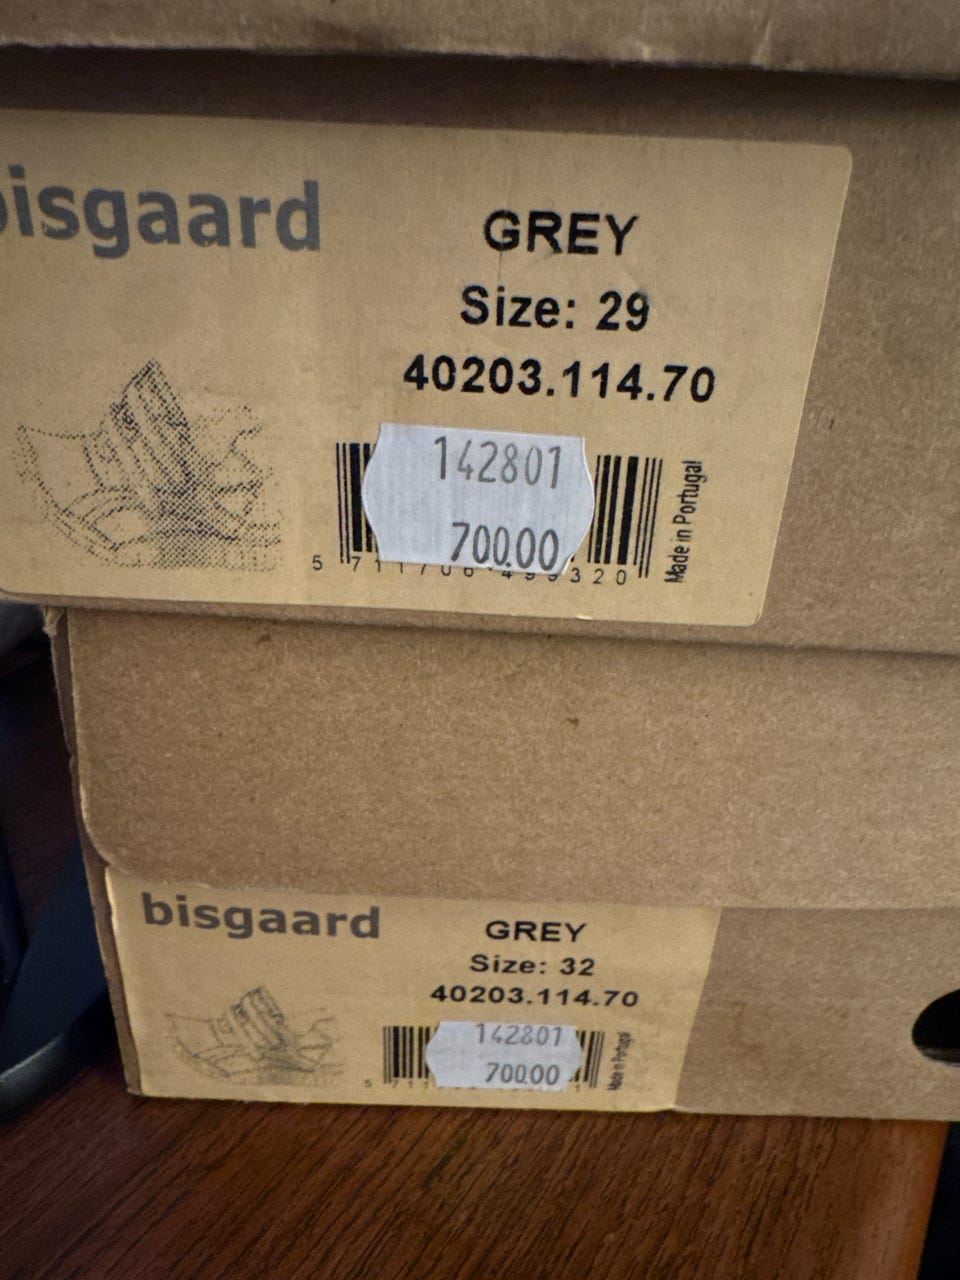 bisgaard
GREY
Size: 29
40203.114.70
142801
700.00
Made in Portugal
bisgaard
GREY
Size: 32
40203.114.70
142801
700.00
Made in Portugal